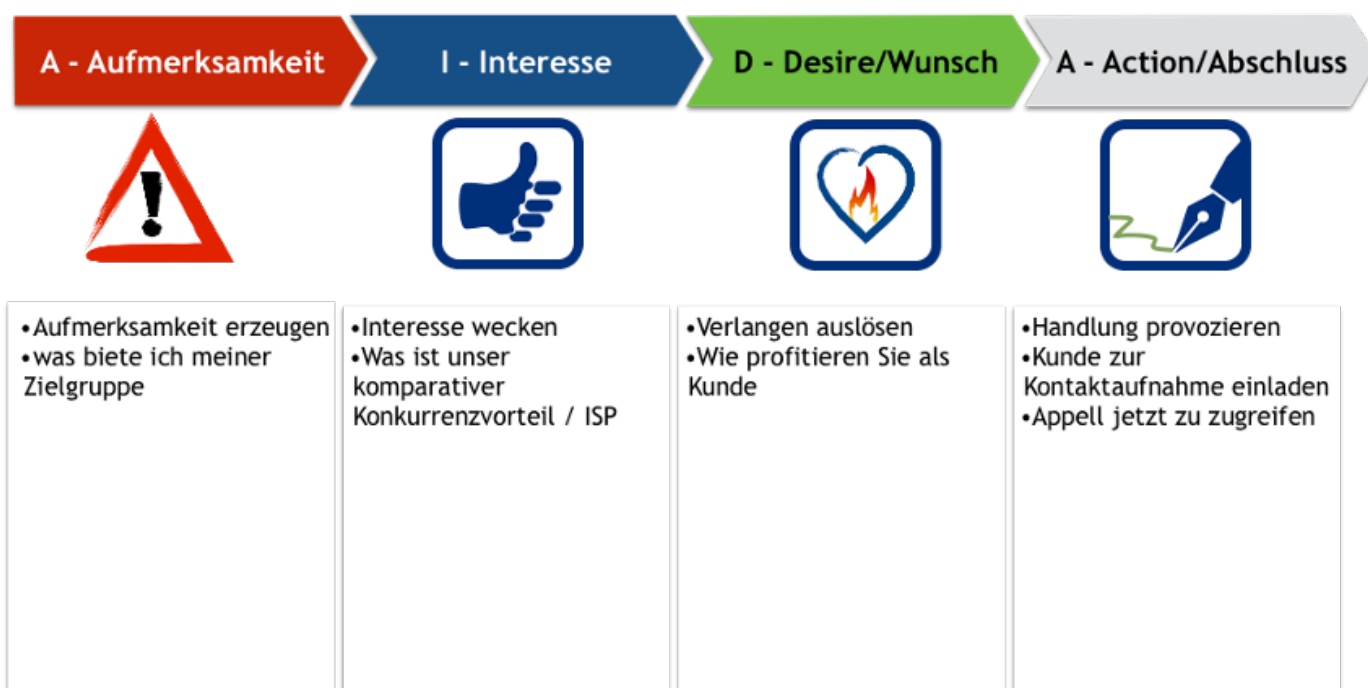 A - Aufmerksamkeit
I - Interesse
D - Desire/Wunsch
A - Action/Abschluss
•Aufmerksamkeit erzeugen
•was biete ich meiner
Zielgruppe
•Interesse wecken
•Was ist unser
komparativer
Konkurrenzvorteil / ISP
•Verlangen auslösen
•Wie profitieren Sie als
Kunde
•Handlung provozieren
•Kunde zur
Kontaktaufnahme einladen
•Appell jetzt zu zugreifen